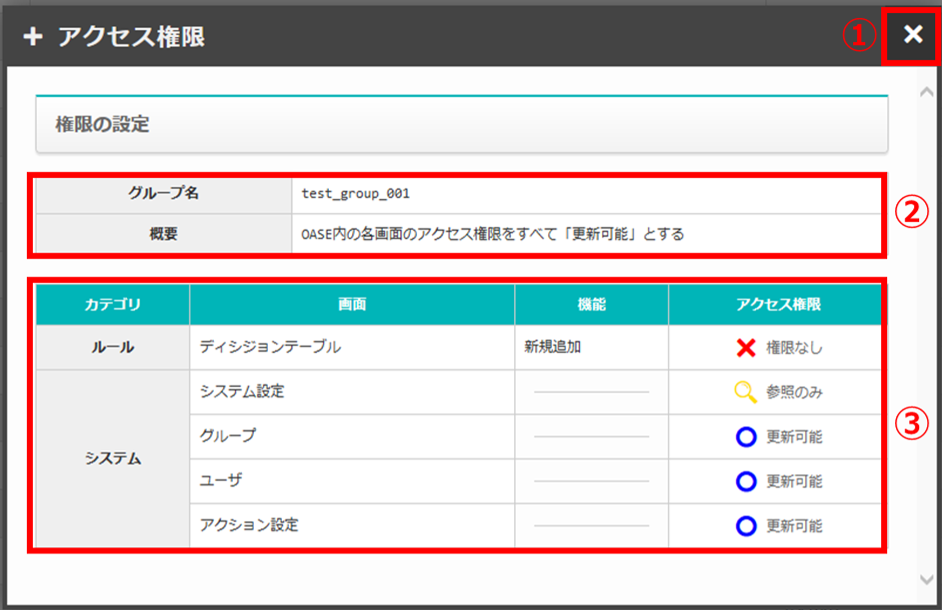 + アクセス権限 ① ×
権限の設定
グループ名 test_group_001
概要 OASE内の各画面のアクセス権限をすべて「更新可能」とする
②
カテゴリ 画面 機能 アクセス権限
ルール ディシジョンテーブル 新規追加 権限なし
システム システム設定 参照のみ
グループ 更新可能
ユーザ 更新可能
アクション設定 更新可能
③